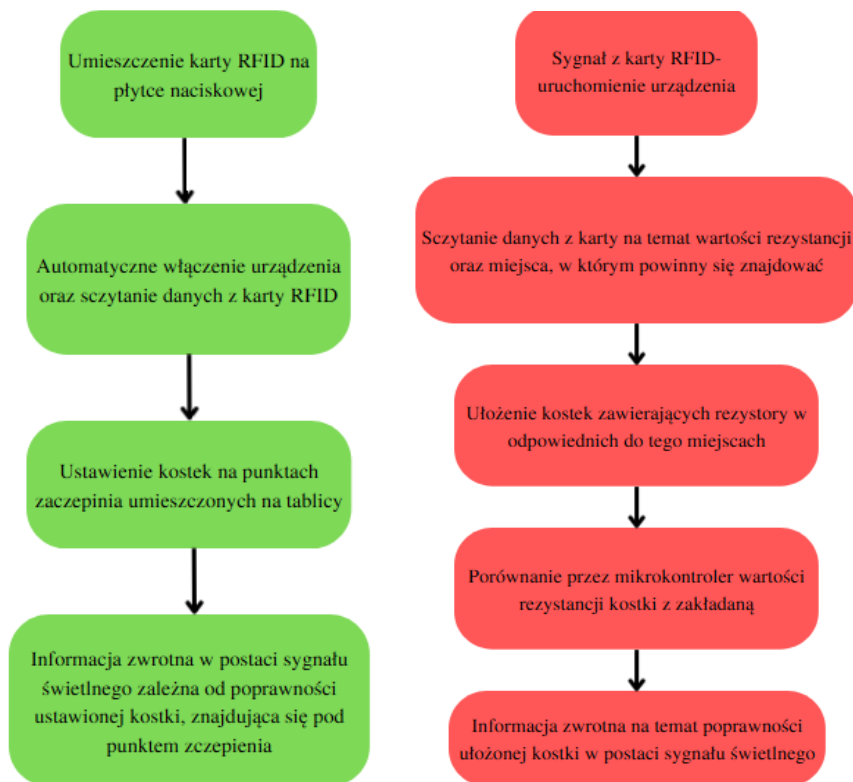 Umieszczenie karty RFID na
płytce naciskowej
Automatyczne włączenie urządzenia
oraz sczytanie danych z karty RFID
Ustawienie kostek na punktach
zaczepinia umieszczonych na tablicy
Informacja zwrotna w postaci sygnału
świetlnego zależna od poprawności
ustawionej kostki, znajdująca się pod
punktem zczepienia
Sygnał z karty RFID-
uruchomienie urządzenia
Sczytanie danych z karty na temat wartości rezystancji
oraz miejsca, w którym powinny się znajdować
Ułożenie kostek zawierających rezystory w
odpowiednich do tego miejscach
Porównanie przez mikrokontroler wartości
rezystancji kostki z zakładaną
Informacja zwrotna na temat poprawności
ułożonej kostki w postaci sygnału świetlnego